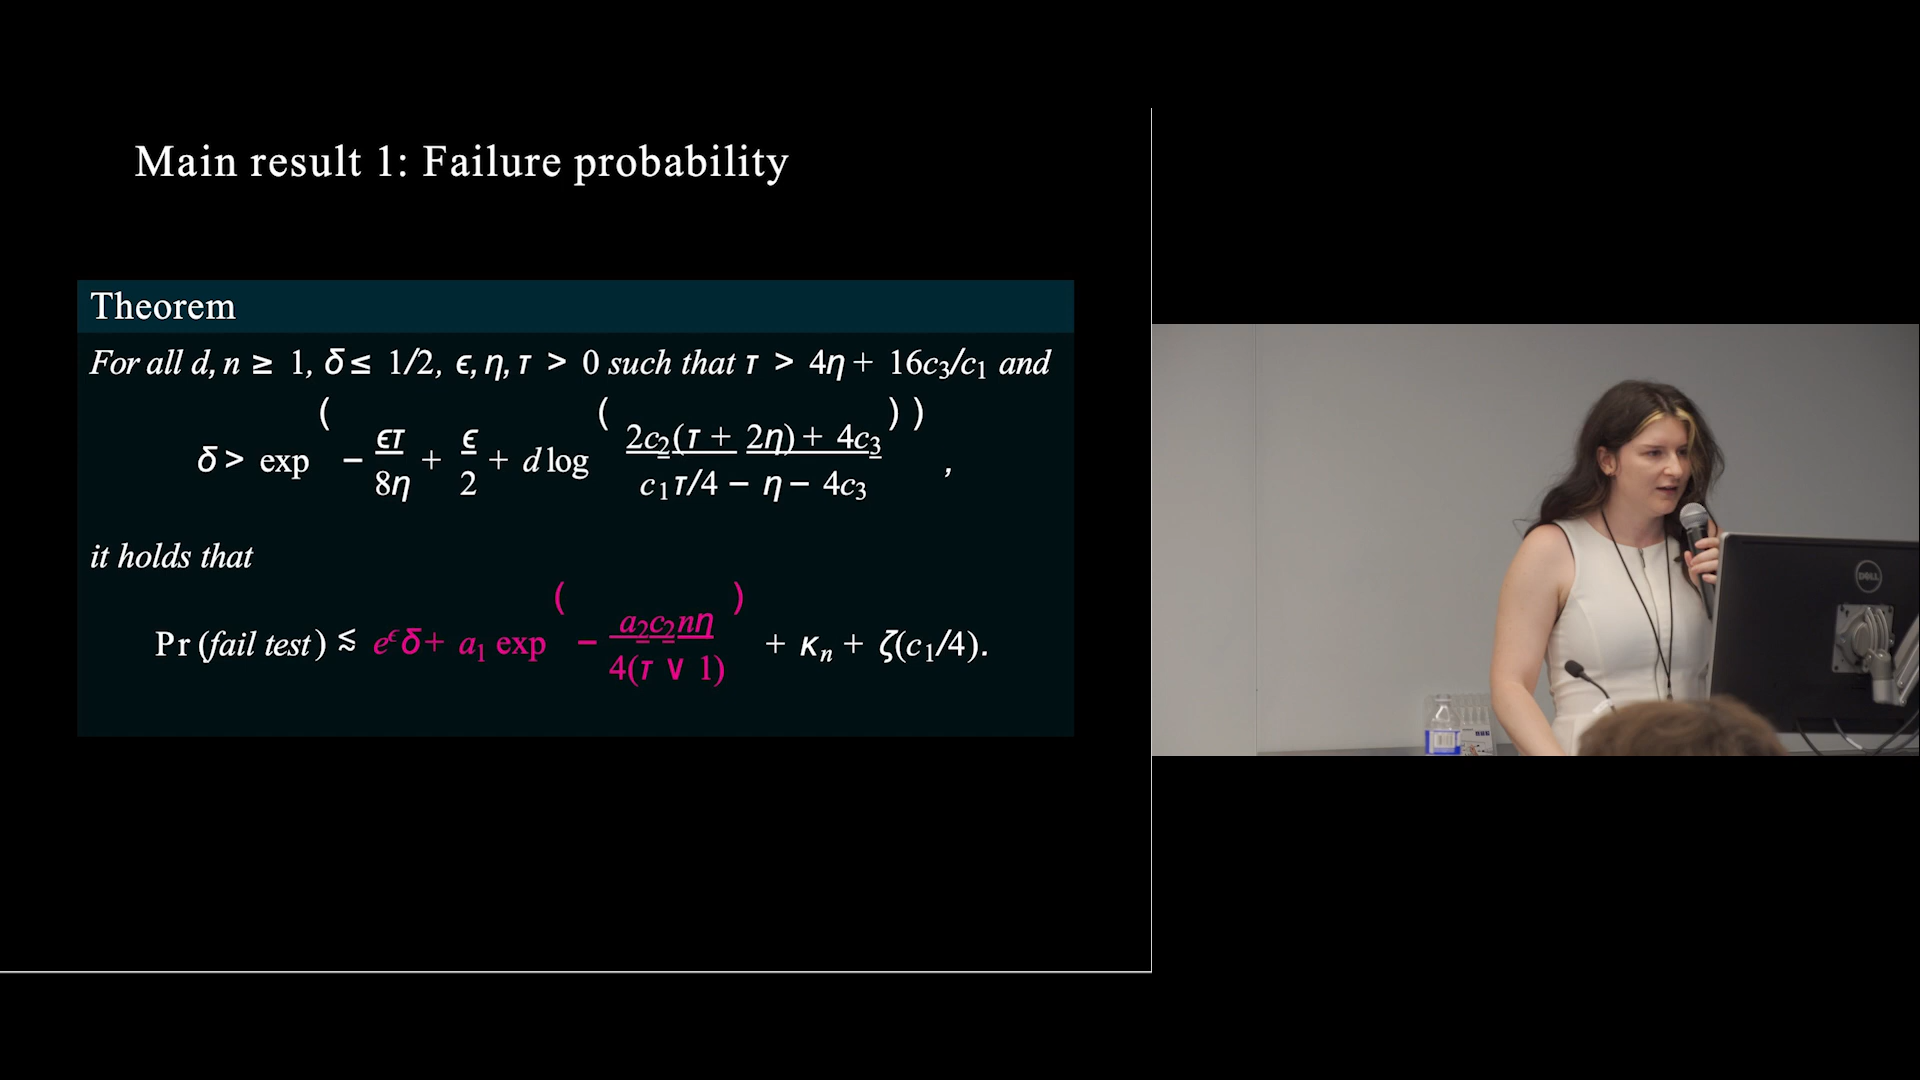 Main result 1: Failure probability
Theorem
For all d, n ≥ 1, δ ≤ 1/2, ϵ, η, τ > 0 such that τ > 4η + 16c₃/c₁ and
δ > exp ( − ϵτ/8η + ϵ/2 + d log ( 2c₂(τ + 2η) + 4c₃ / c₁τ/4 − η − 4c₃ ) ) ,
it holds that
Pr (fail test) ≲ e^ϵ δ + a₁ exp ( − a₂c₂nη / 4(τ ∨ 1) ) + κₙ + ζ(c₁/4).
DELL